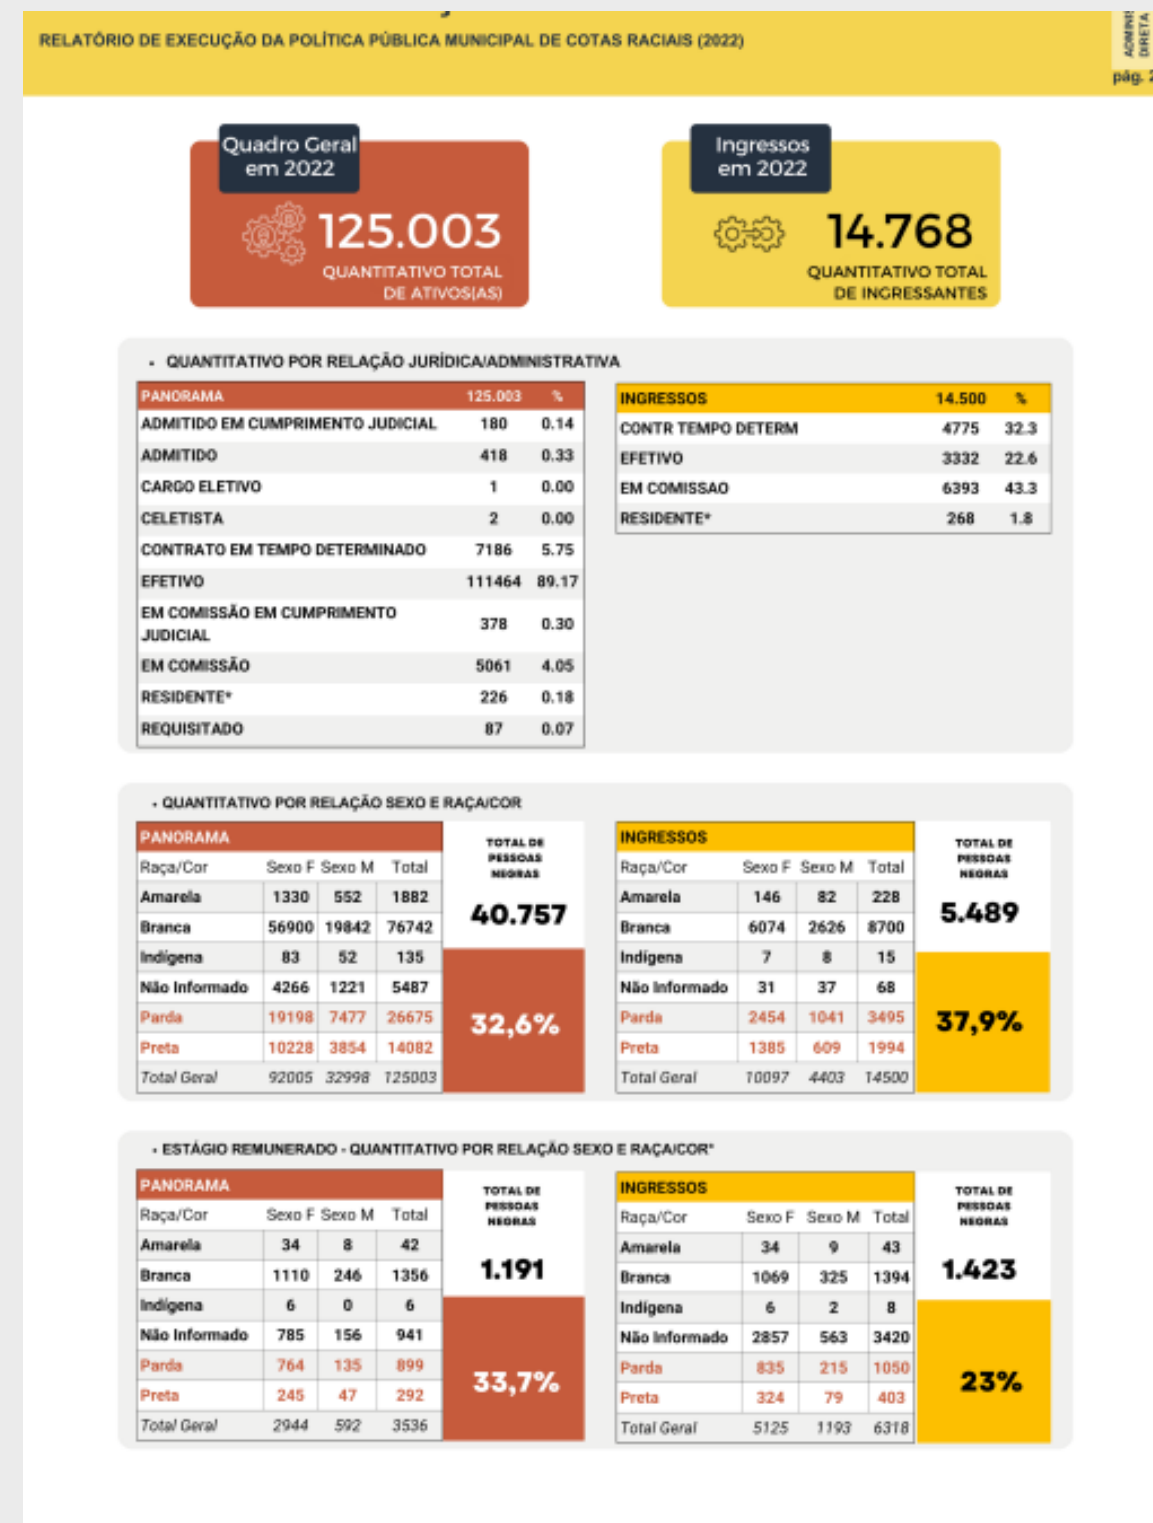 RELATÓRIO DE EXECUÇÃO DA POLÍTICA PÚBLICA MUNICIPAL DE COTAS RACIAIS (2022)
DIRETA
pág. 2
Quadro Geral
em 2022
125.003
QUANTITATIVO TOTAL
DE ATIVOS(AS)
Ingressos
em 2022
14.768
QUANTITATIVO TOTAL
DE INGRESSANTES
• QUANTITATIVO POR RELAÇÃO JURÍDICA/ADMINISTRATIVA
PANORAMA 125.003 %
ADMITIDO EM CUMPRIMENTO JUDICIAL 180 0.14
ADMITIDO 418 0.33
CARGO ELETIVO 1 0.00
CELETISTA 2 0.00
CONTRATO EM TEMPO DETERMINADO 7186 5.75
EFETIVO 111464 89.17
EM COMISSÃO EM CUMPRIMENTO
JUDICIAL 378 0.30
EM COMISSÃO 5061 4.05
RESIDENTE* 226 0.18
REQUISITADO 87 0.07
INGRESSOS 14.500 %
CONTR TEMPO DETERM 4775 32.3
EFETIVO 3332 22.6
EM COMISSAO 6393 43.3
RESIDENTE* 268 1.8
• QUANTITATIVO POR RELAÇÃO SEXO E RAÇA/COR
PANORAMA
Raça/Cor Sexo F Sexo M Total
Amarela 1330 552 1882
Branca 56900 19842 76742
Indígena 83 52 135
Não Informado 4266 1221 5487
Parda 19198 7477 26675
Preta 10228 3854 14082
Total Geral 92005 32998 125003
TOTAL DE
PESSOAS
NEGRAS
40.757
32,6%
INGRESSOS
Raça/Cor Sexo F Sexo M Total
Amarela 146 82 228
Branca 6074 2626 8700
Indígena 7 8 15
Não Informado 31 37 68
Parda 2454 1041 3495
Preta 1385 609 1994
Total Geral 10097 4403 14500
TOTAL DE
PESSOAS
NEGRAS
5.489
37,9%
• ESTÁGIO REMUNERADO - QUANTITATIVO POR RELAÇÃO SEXO E RAÇA/COR*
PANORAMA
Raça/Cor Sexo F Sexo M Total
Amarela 34 8 42
Branca 1110 246 1356
Indígena 6 0 6
Não Informado 785 156 941
Parda 764 135 899
Preta 245 47 292
Total Geral 2944 592 3536
TOTAL DE
PESSOAS
NEGRAS
1.191
33,7%
INGRESSOS
Raça/Cor Sexo F Sexo M Total
Amarela 34 9 43
Branca 1069 325 1394
Indígena 6 2 8
Não Informado 2857 563 3420
Parda 835 215 1050
Preta 324 79 403
Total Geral 5125 1193 6318
TOTAL DE
PESSOAS
NEGRAS
1.423
23%